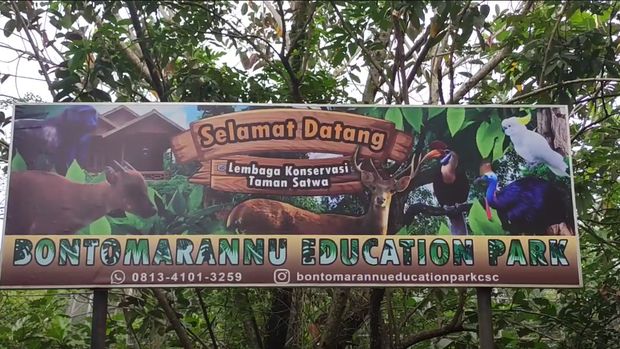 Selamat Datang
Lembaga Konservasi
Taman Satwa
BONTOMARANNU EDUCATION PARK
0813-4101-3259 bontomarannueducationparkcsc